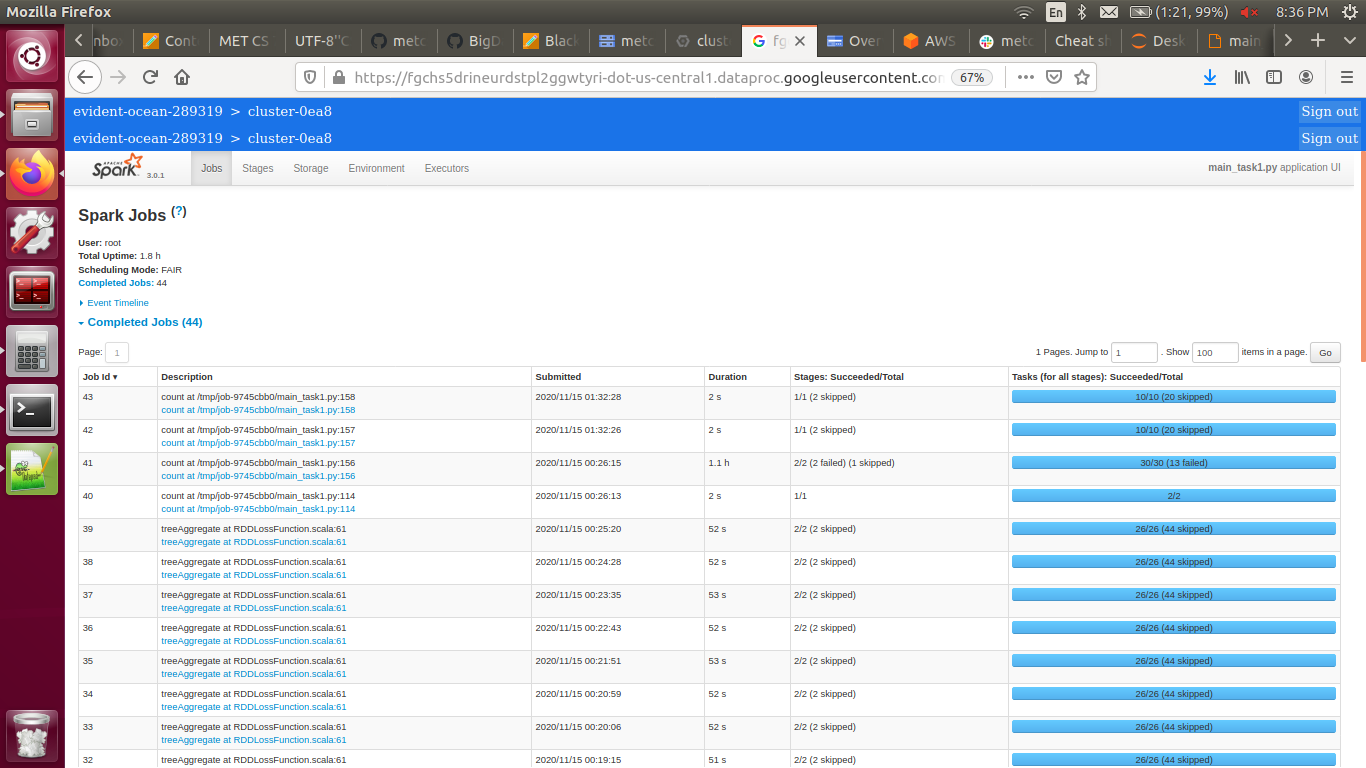 Mozilla Firefox En (1:21, 99%) 8:36 PM
nbox Cont MET CS UTF-8''C metc BigD Black metc clust fg Over AWS metc Cheat sh Desk main
https://fgchs5drineurdstpl2ggwtyri-dot-us-central1.dataproc.googleusercontent.con 67%
evident-ocean-289319 > cluster-0ea8 Sign out
evident-ocean-289319 > cluster-0ea8 Sign out
APACHE Spark 3.0.1 Jobs Stages Storage Environment Executors main_task1.py application UI
Spark Jobs (?)
User: root
Total Uptime: 1.8 h
Scheduling Mode: FAIR
Completed Jobs: 44
Event Timeline
Completed Jobs (44)
Page: 1 1 Pages. Jump to 1 . Show 100 items in a page. Go
Job Id ▾ Description Submitted Duration Stages: Succeeded/Total Tasks (for all stages): Succeeded/Total
43 count at /tmp/job-9745cbb0/main_task1.py:158 2020/11/15 01:32:28 2 s 1/1 (2 skipped) 10/10 (20 skipped)
count at /tmp/job-9745cbb0/main_task1.py:158
42 count at /tmp/job-9745cbb0/main_task1.py:157 2020/11/15 01:32:26 2 s 1/1 (2 skipped) 10/10 (20 skipped)
count at /tmp/job-9745cbb0/main_task1.py:157
41 count at /tmp/job-9745cbb0/main_task1.py:156 2020/11/15 00:26:15 1.1 h 2/2 (2 failed) (1 skipped) 30/30 (13 failed)
count at /tmp/job-9745cbb0/main_task1.py:156
40 count at /tmp/job-9745cbb0/main_task1.py:114 2020/11/15 00:26:13 2 s 1/1 2/2
count at /tmp/job-9745cbb0/main_task1.py:114
39 treeAggregate at RDDLossFunction.scala:61 2020/11/15 00:25:20 52 s 2/2 (2 skipped) 26/26 (44 skipped)
treeAggregate at RDDLossFunction.scala:61
38 treeAggregate at RDDLossFunction.scala:61 2020/11/15 00:24:28 52 s 2/2 (2 skipped) 26/26 (44 skipped)
treeAggregate at RDDLossFunction.scala:61
37 treeAggregate at RDDLossFunction.scala:61 2020/11/15 00:23:35 53 s 2/2 (2 skipped) 26/26 (44 skipped)
treeAggregate at RDDLossFunction.scala:61
36 treeAggregate at RDDLossFunction.scala:61 2020/11/15 00:22:43 52 s 2/2 (2 skipped) 26/26 (44 skipped)
treeAggregate at RDDLossFunction.scala:61
35 treeAggregate at RDDLossFunction.scala:61 2020/11/15 00:21:51 53 s 2/2 (2 skipped) 26/26 (44 skipped)
treeAggregate at RDDLossFunction.scala:61
34 treeAggregate at RDDLossFunction.scala:61 2020/11/15 00:20:59 52 s 2/2 (2 skipped) 26/26 (44 skipped)
treeAggregate at RDDLossFunction.scala:61
33 treeAggregate at RDDLossFunction.scala:61 2020/11/15 00:20:06 52 s 2/2 (2 skipped) 26/26 (44 skipped)
treeAggregate at RDDLossFunction.scala:61
32 treeAggregate at RDDLossFunction.scala:61 2020/11/15 00:19:15 51 s 2/2 (2 skipped) 26/26 (44 skipped)